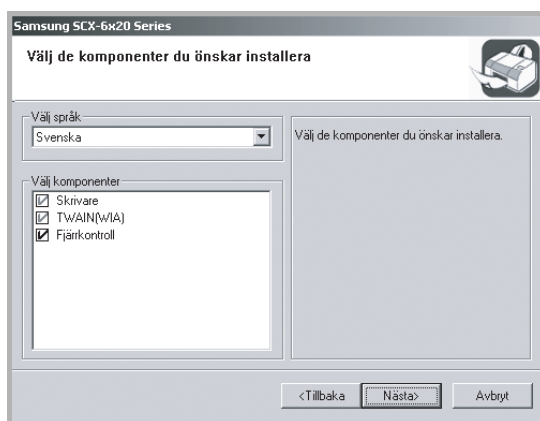 Samsung SCX-6x20 Series
Välj de komponenter du önskar installera
Välj språk
Svenska
Välj de komponenter du önskar installera.
Välj komponenter
Skrivare
TWAIN(WIA)
Fjärrkontroll
<Tillbaka
Nästa>
Avbryt